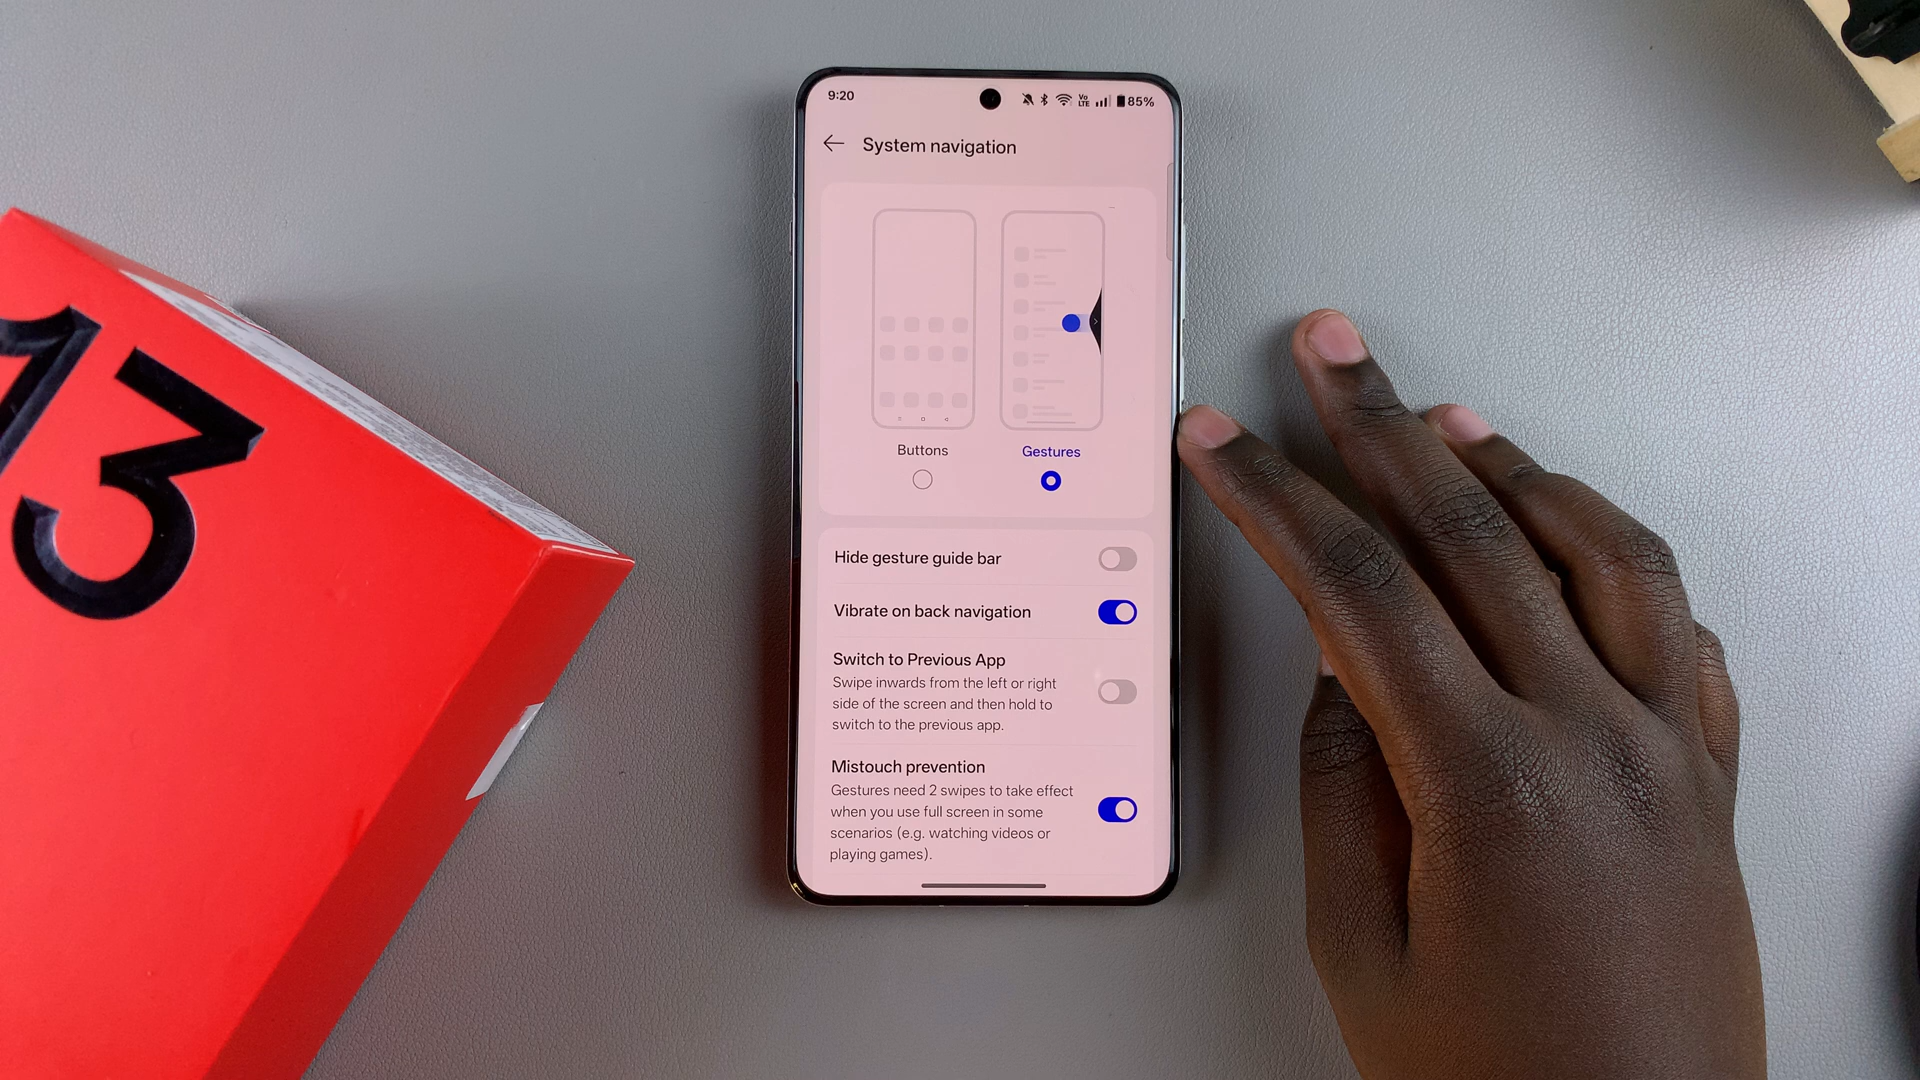 13
9:20
Vo
LTE
85%
System navigation
Buttons
Gestures
Hide gesture guide bar
Vibrate on back navigation
Switch to Previous App
Swipe inwards from the left or right
side of the screen and then hold to
switch to the previous app.
Mistouch prevention
Gestures need 2 swipes to take effect
when you use full screen in some
scenarios (e.g. watching videos or
playing games).